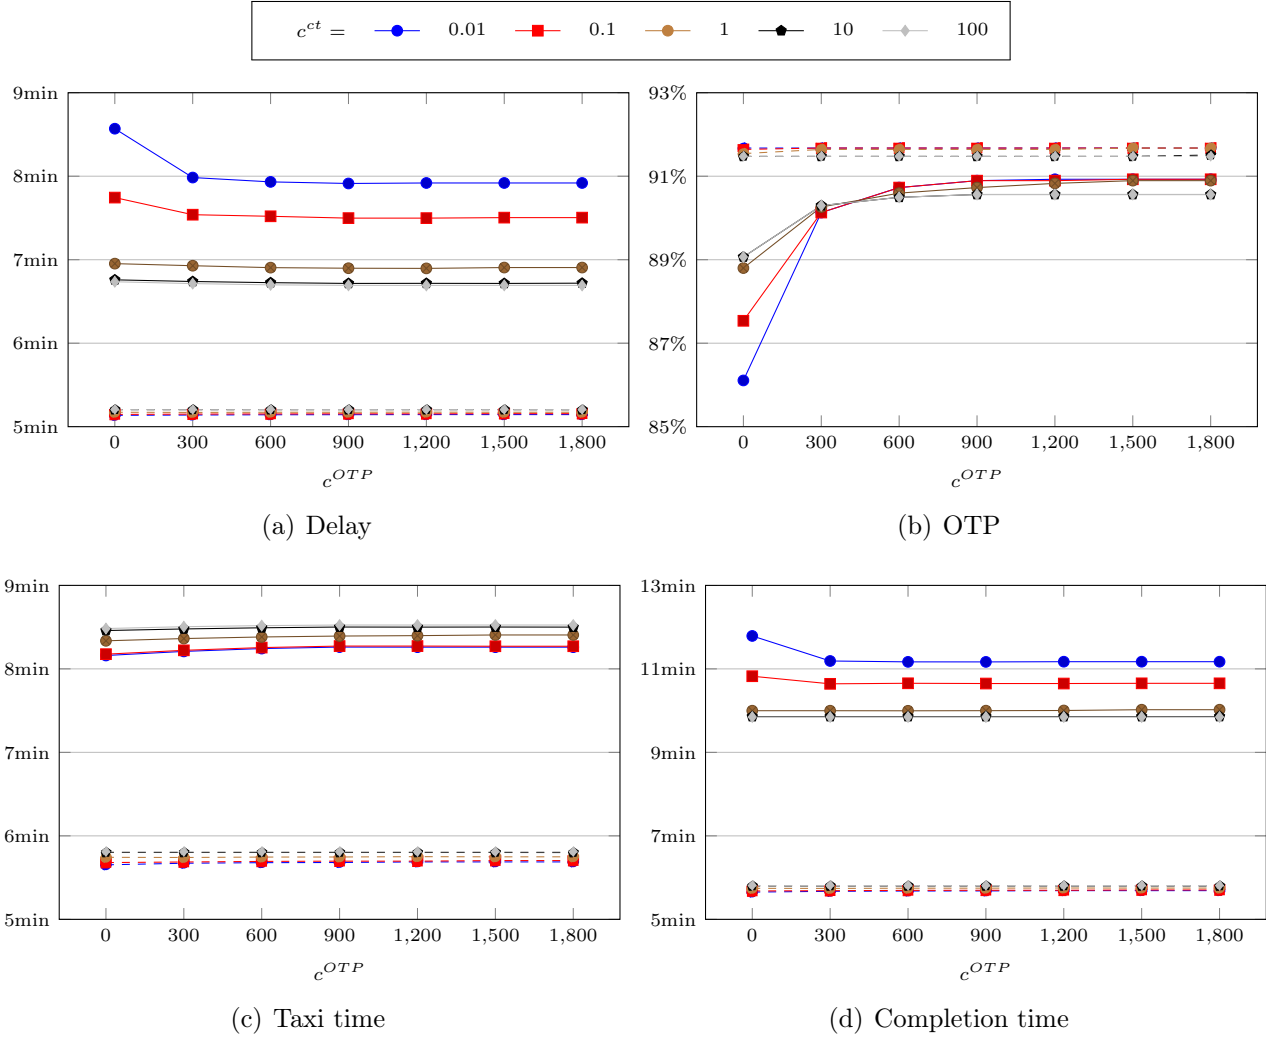 c^ct = 0.01 0.1 1 10 100
9min
8min
7min
6min
5min
0 300 600 900 1,200 1,500 1,800
c^OTP
(a) Delay
93%
91%
89%
87%
85%
0 300 600 900 1,200 1,500 1,800
c^OTP
(b) OTP
9min
8min
7min
6min
5min
0 300 600 900 1,200 1,500 1,800
c^OTP
(c) Taxi time
13min
11min
9min
7min
5min
0 300 600 900 1,200 1,500 1,800
c^OTP
(d) Completion time